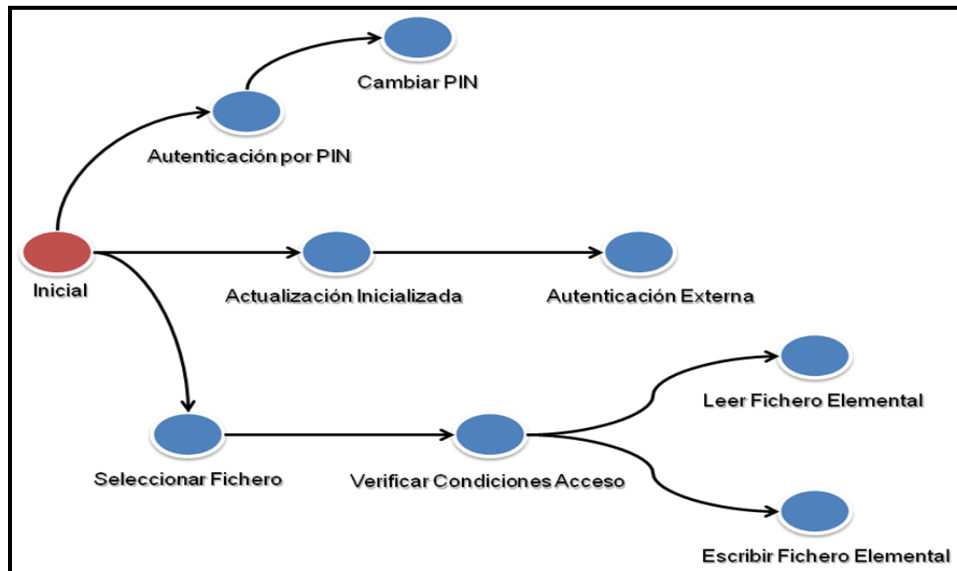 Cambiar PIN
Autenticación por PIN
Inicial
Actualización Inicializada
Autenticación Externa
Leer Fichero Elemental
Seleccionar Fichero
Verificar Condiciones Acceso
Escribir Fichero Elemental